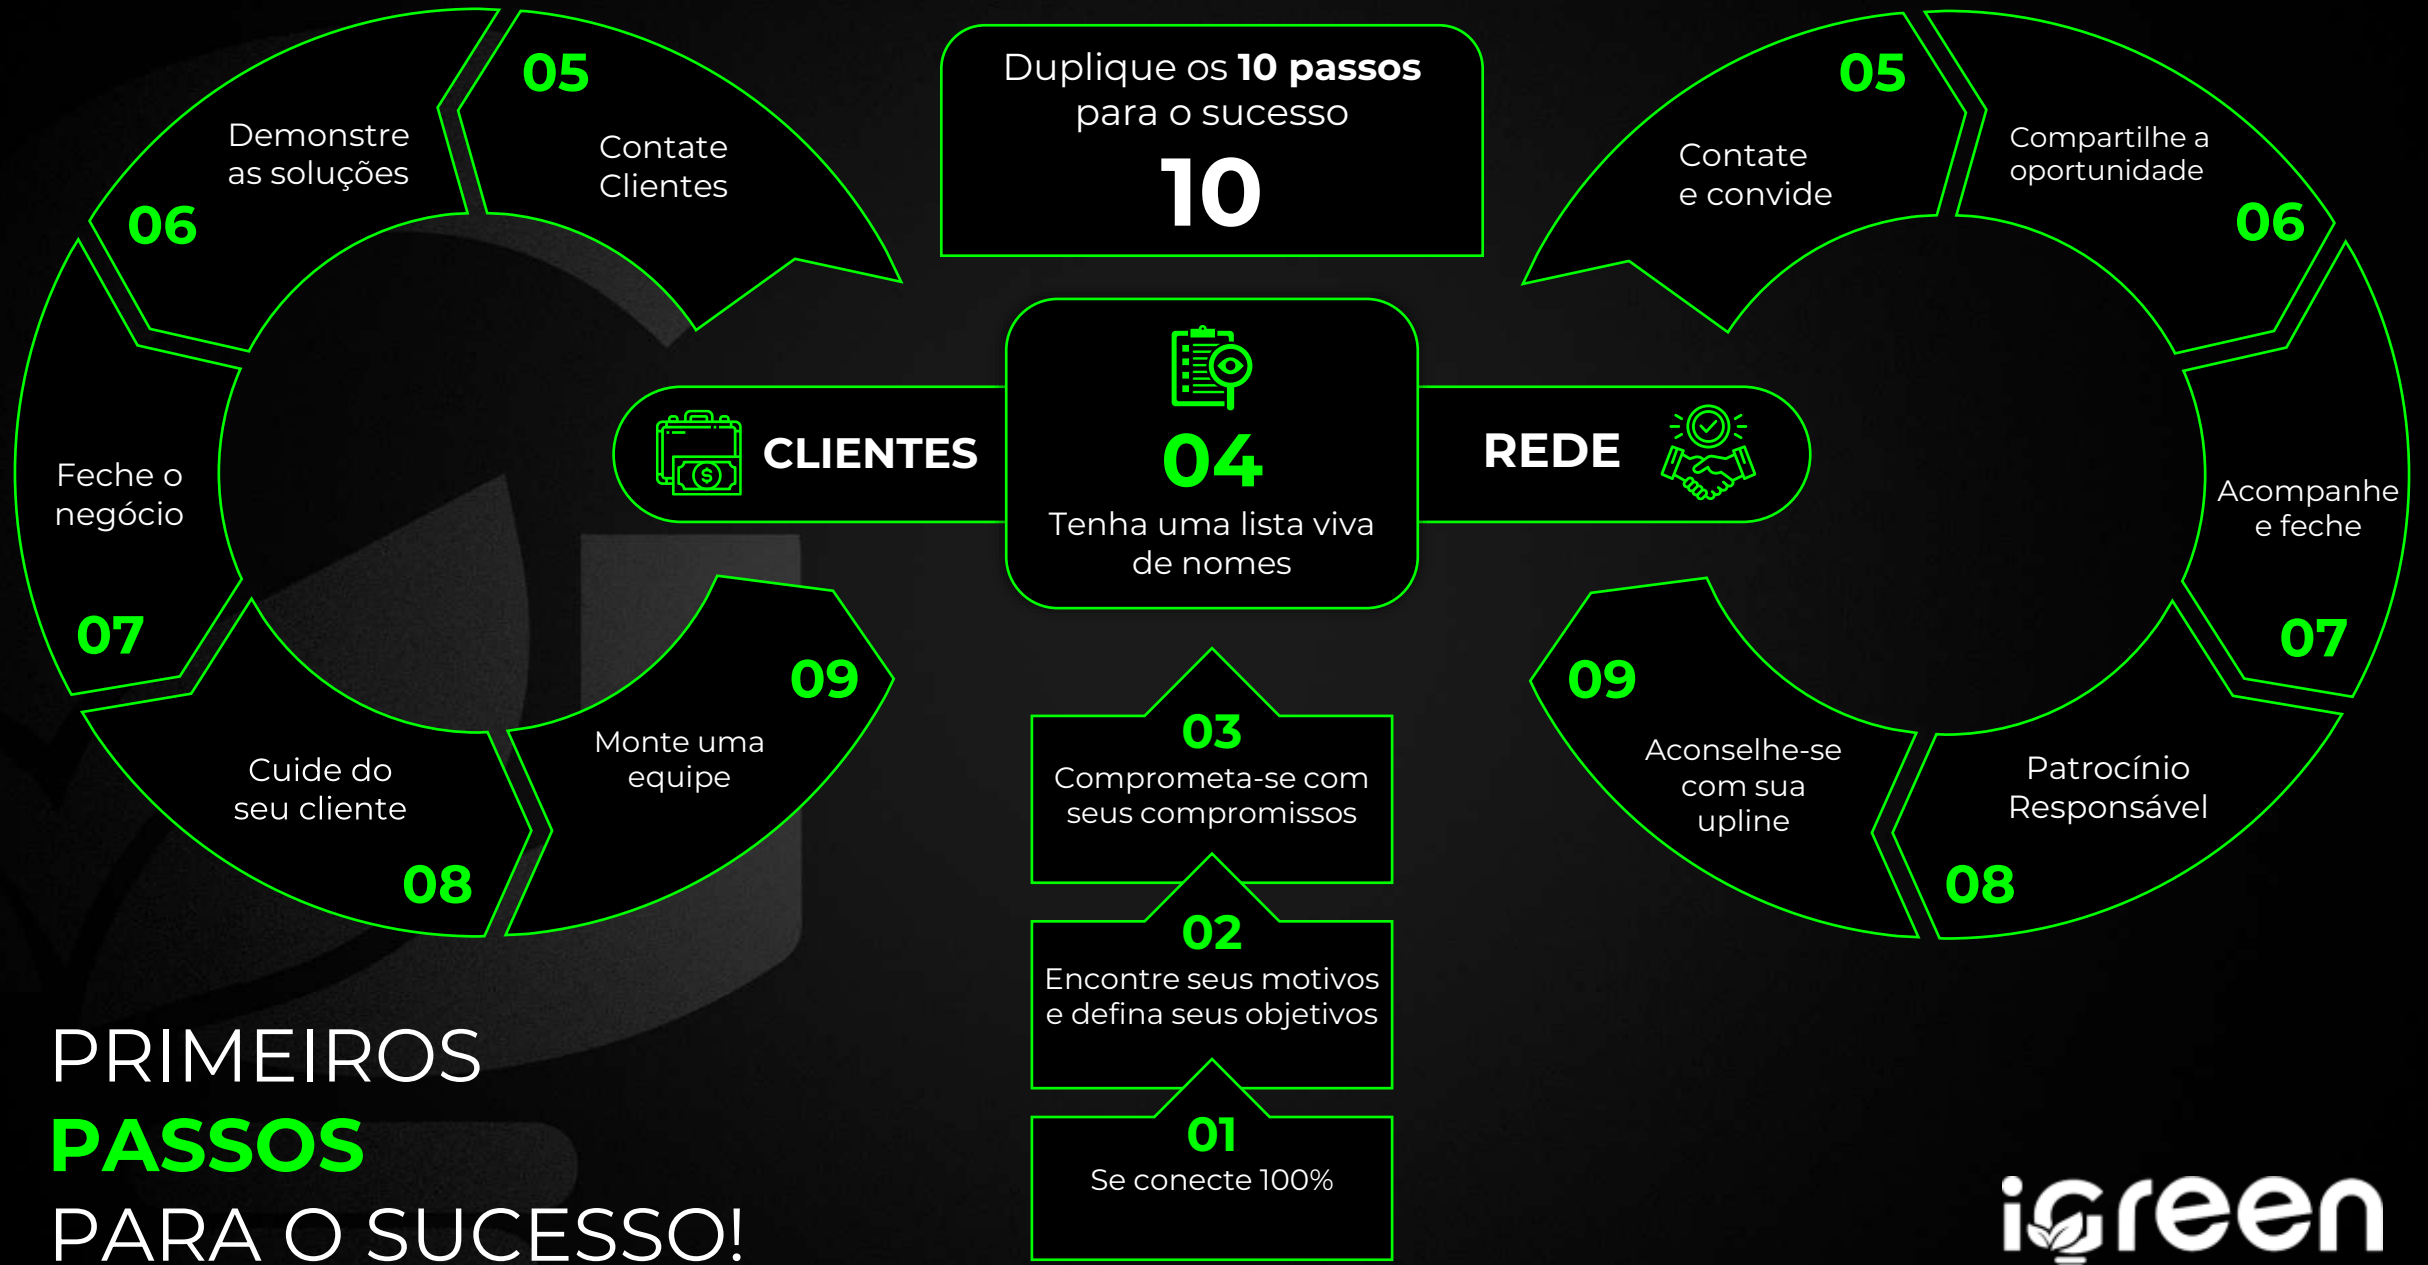 05
Contate
Clientes
Demonstre
as soluções
06
Feche o
negócio
07
Cuide do
seu cliente
08
09
Monte uma
equipe
Duplique os 10 passos
para o sucesso
10
CLIENTES
04
Tenha uma lista viva
de nomes
REDE
03
Comprometa-se com
seus compromissos
02
Encontre seus motivos
e defina seus objetivos
01
Se conecte 100%
05
Contate
e convide
Compartilhe a
oportunidade
06
Acompanhe
e feche
07
Patrocínio
Responsável
08
09
Aconselhe-se
com sua
upline
PRIMEIROS
PASSOS
PARA O SUCESSO!
iGreen